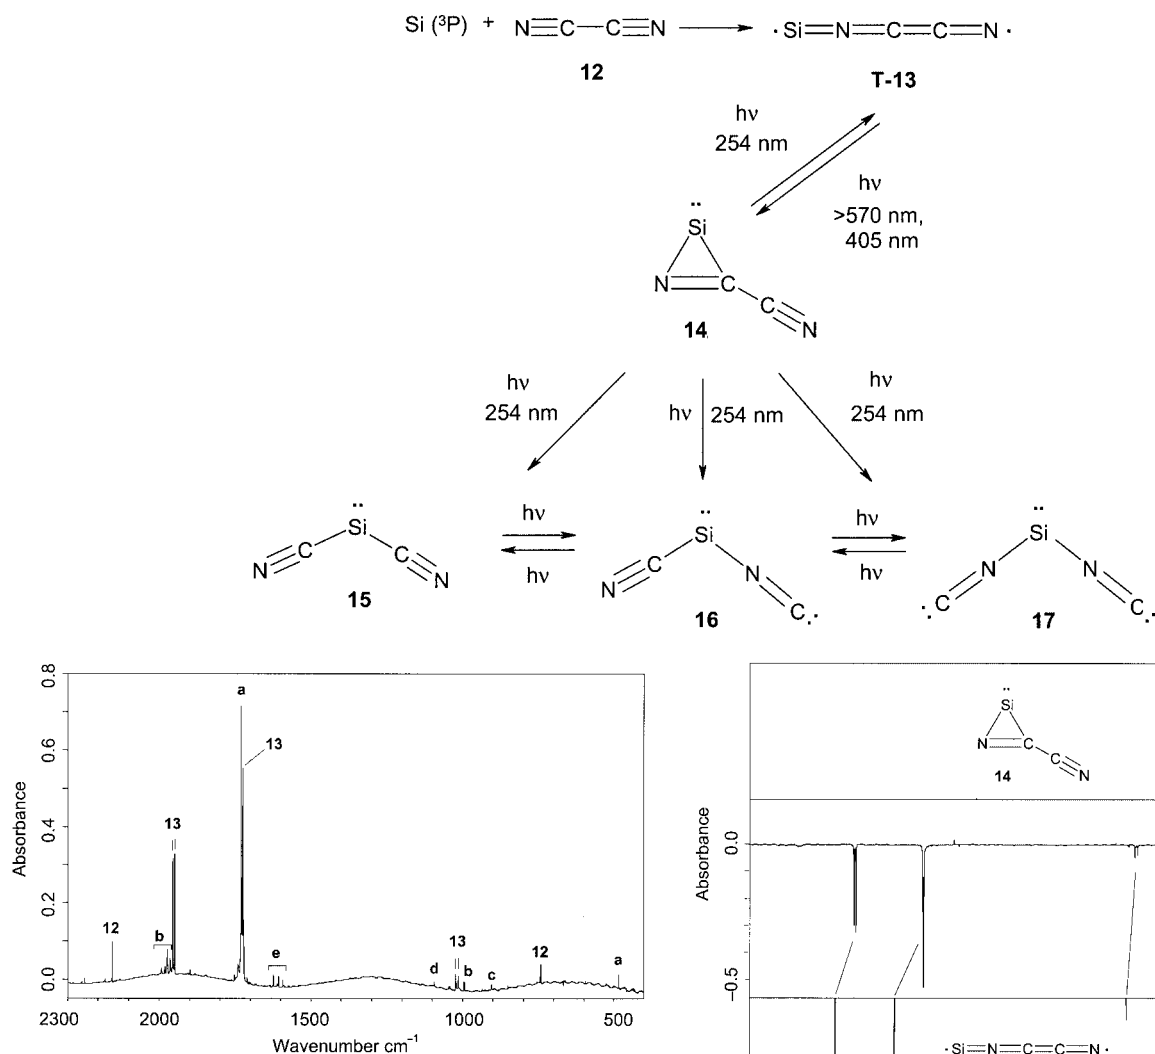 Si (³P) + N≡C—C≡N → ·Si=N=C=C=N·
12
T-13
hν
254 nm
hν
>570 nm,
405 nm
Si
N C
C
N
14
hν
254 nm
hν 254 nm
hν
254 nm
Si
N C C N
15
hν
hν
Si
N C N C
16
hν
hν
Si
C N N C
17
0.8
0.6
0.4
0.2
0.0
Absorbance
a
13
13
12
b
e
d
13
b
c
12
a
2300 2000 1500 1000 500
Wavenumber cm⁻¹
Si
N C
C
N
14
Absorbance
0.0
−0.5
·Si=N=C=C=N·